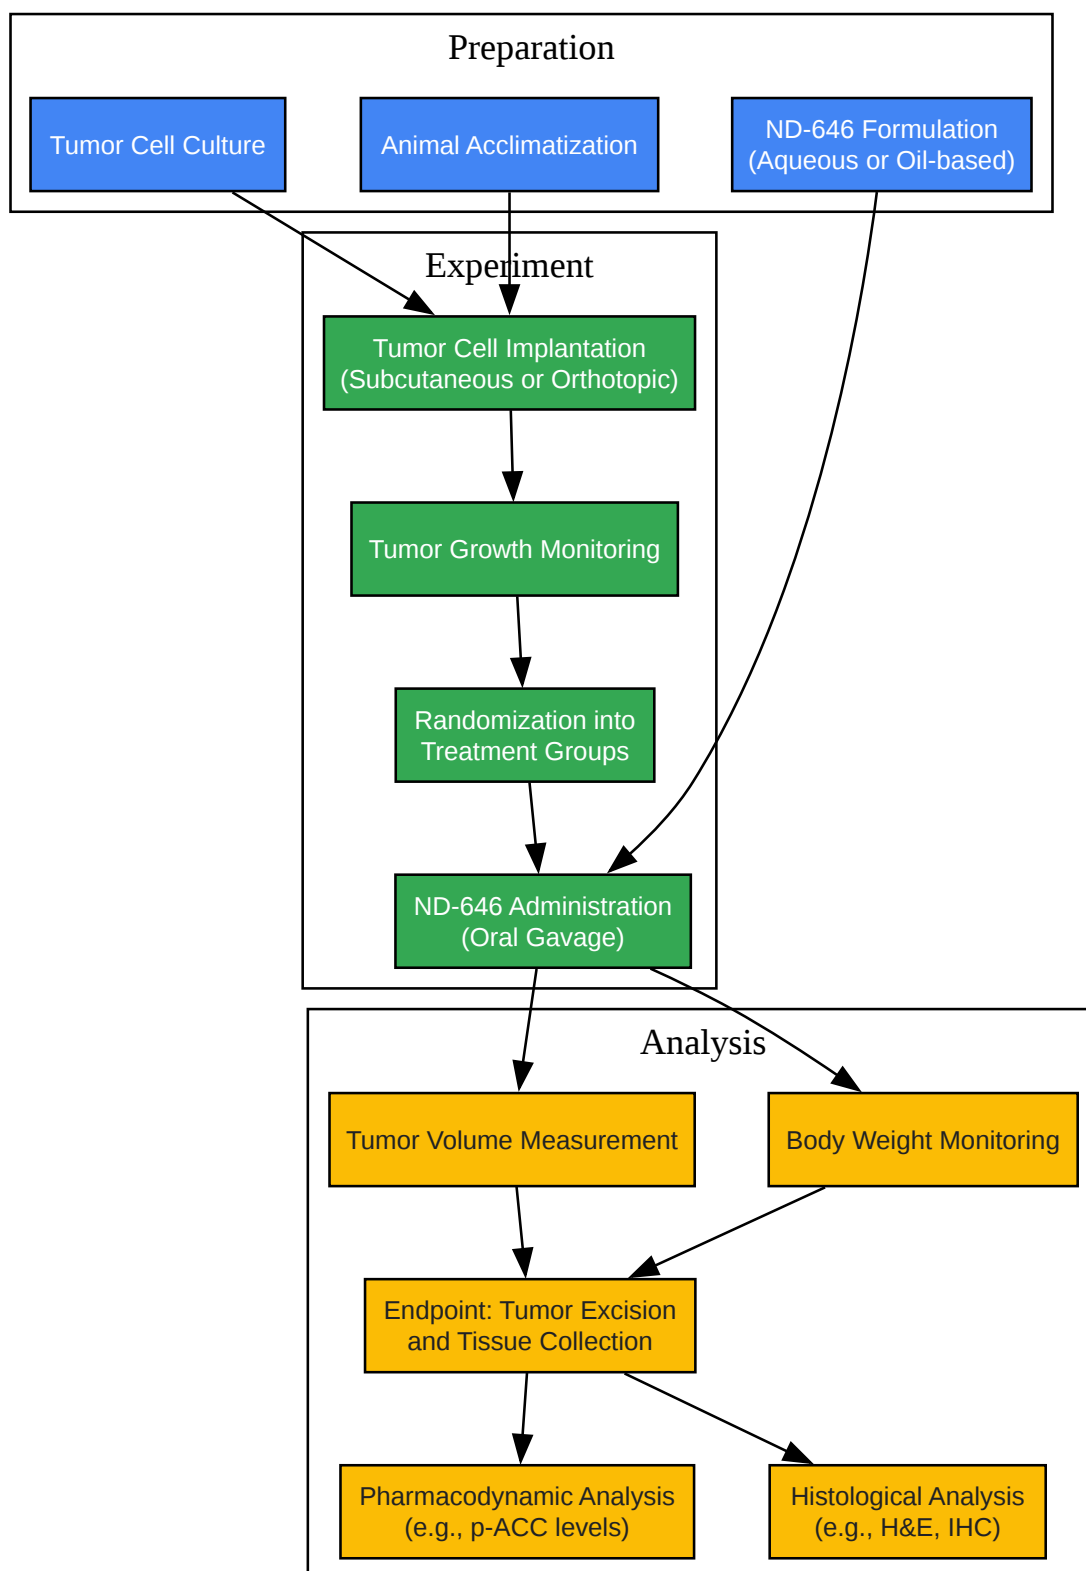 Preparation
Tumor Cell Culture
Animal Acclimatization
ND-646 Formulation
(Aqueous or Oil-based)
Experiment
Tumor Cell Implantation
(Subcutaneous or Orthotopic)
Tumor Growth Monitoring
Randomization into
Treatment Groups
ND-646 Administration
(Oral Gavage)
Analysis
Tumor Volume Measurement
Body Weight Monitoring
Endpoint: Tumor Excision
and Tissue Collection
Pharmacodynamic Analysis
(e.g., p-ACC levels)
Histological Analysis
(e.g., H&E, IHC)